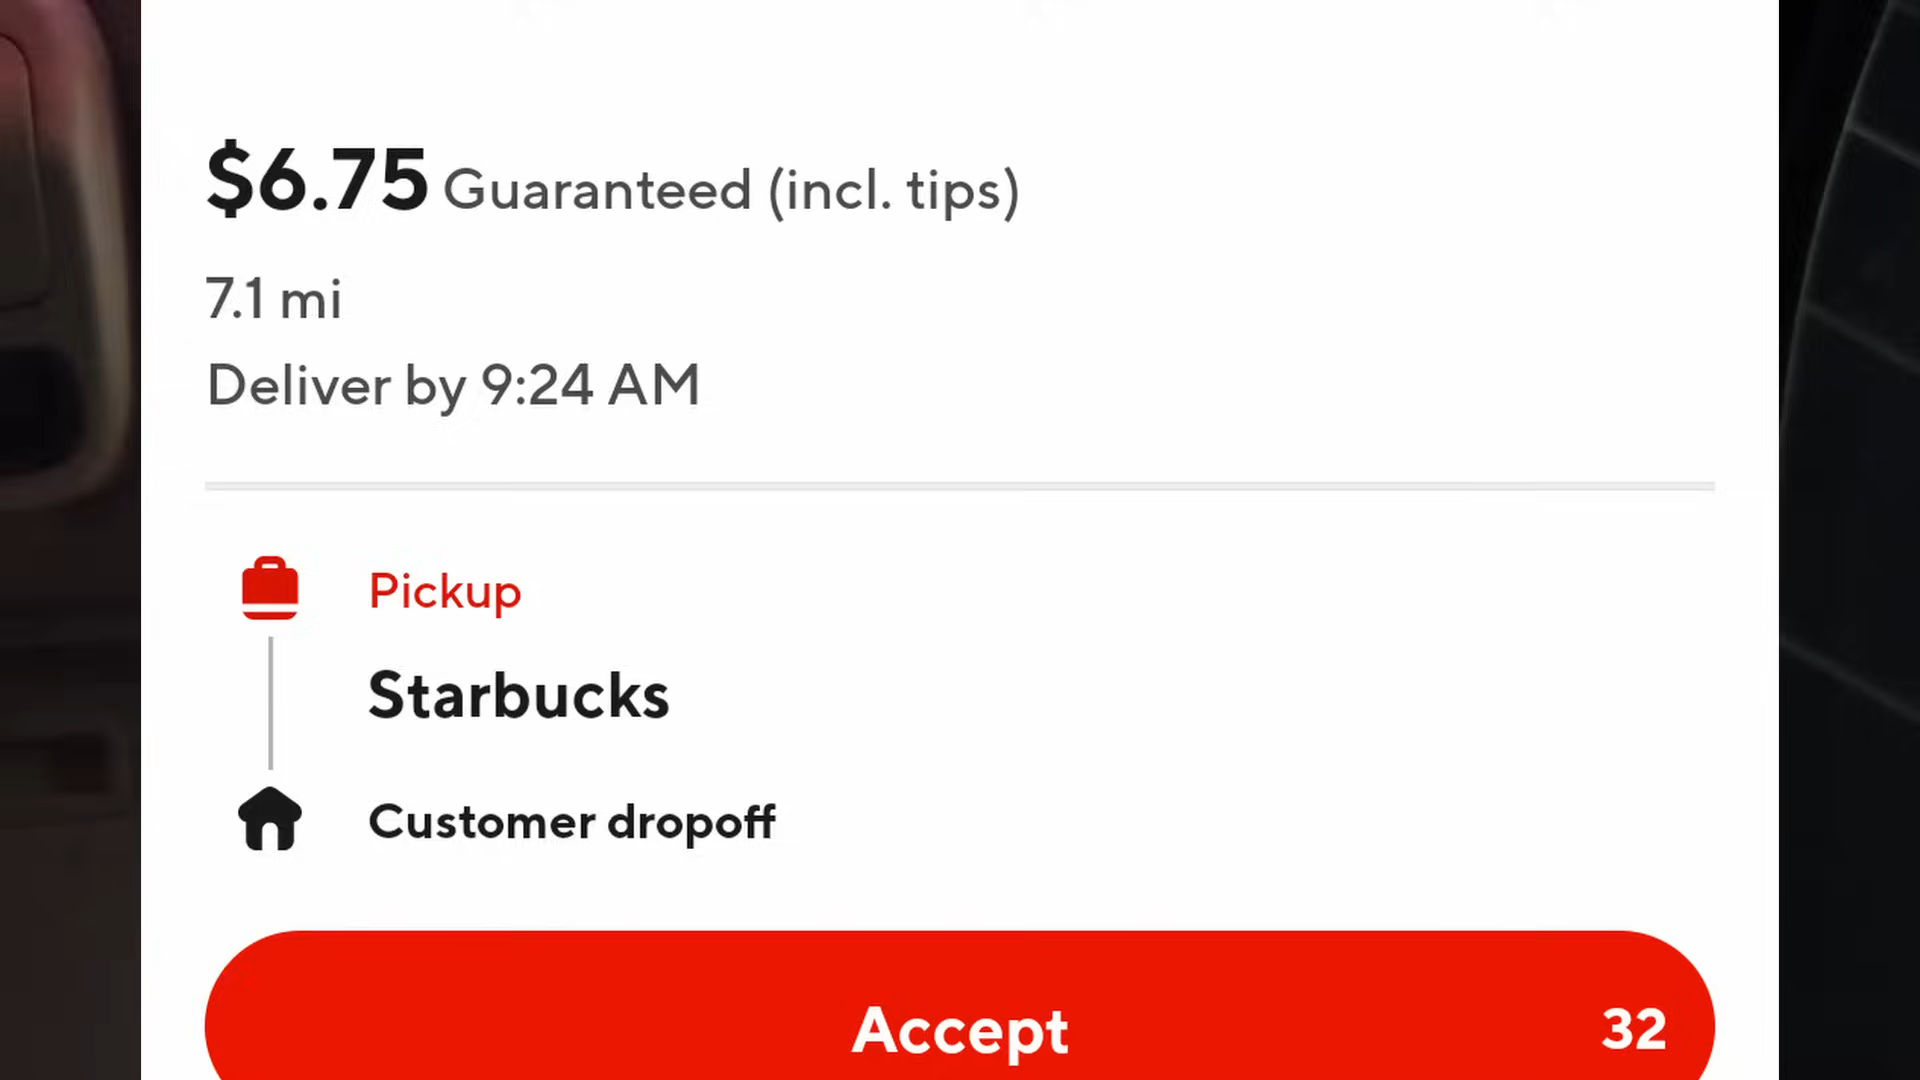 $6.75 Guaranteed (incl. tips)
7.1 mi
Deliver by 9:24 AM
Pickup
Starbucks
Customer dropoff
Accept 32